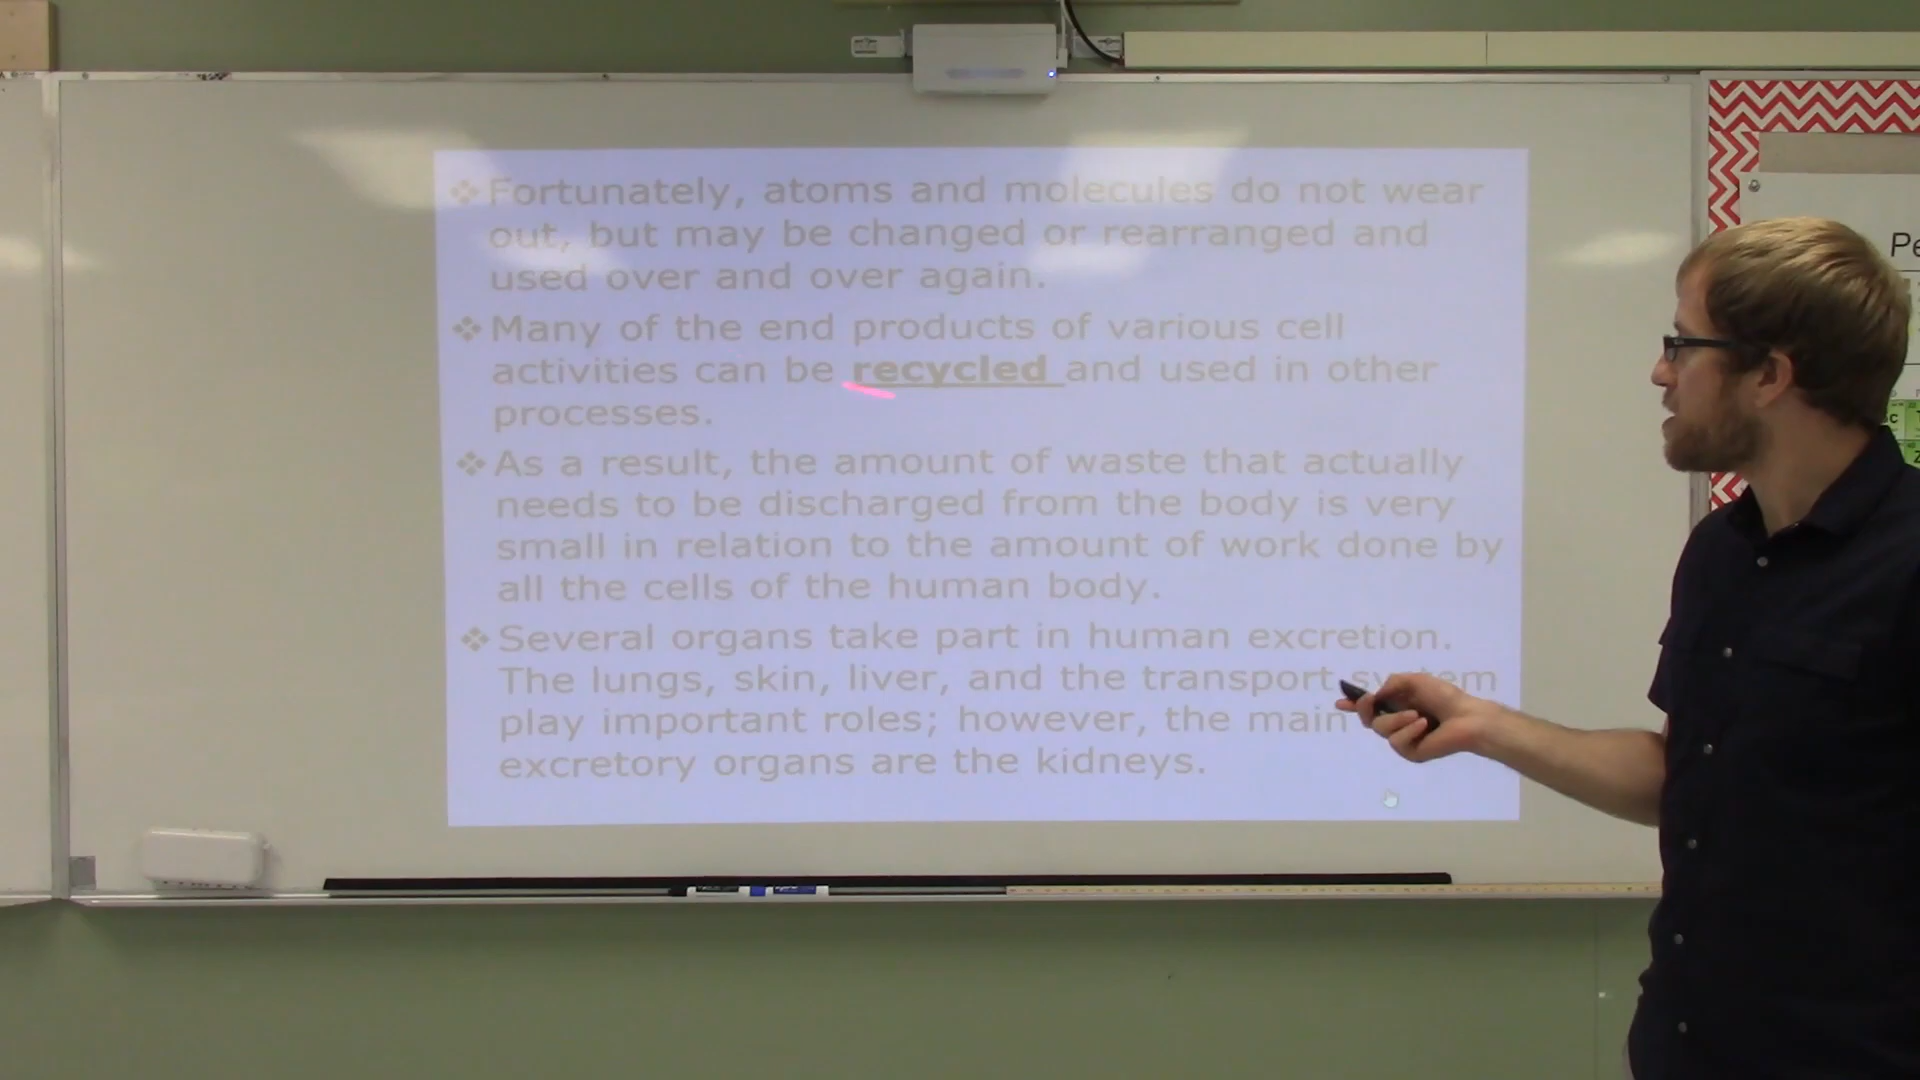 ❖ Fortunately, atoms and molecules do not wear
out, but may be changed or rearranged and
used over and over again.
❖ Many of the end products of various cell
activities can be recycled and used in other
processes.
❖ As a result, the amount of waste that actually
needs to be discharged from the body is very
small in relation to the amount of work done by
all the cells of the human body.
❖ Several organs take part in human excretion.
The lungs, skin, liver, and the transport system
play important roles; however, the main
excretory organs are the kidneys.
Pe